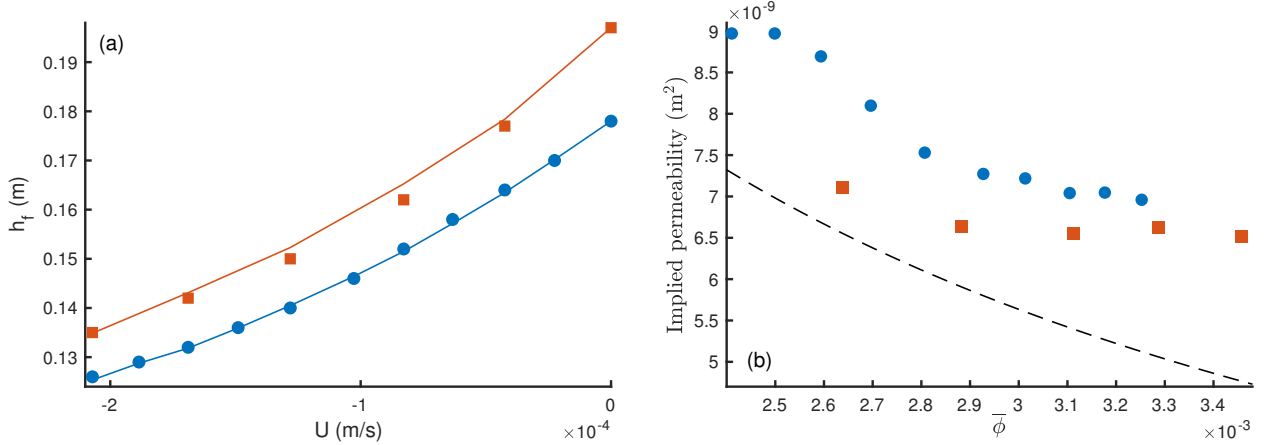 (a)
0.19
0.18
0.17
0.16
0.15
0.14
0.13
h_f (m)
-2 -1 0
U (m/s) ×10⁻⁴
×10⁻⁹
9
8.5
8
7.5
7
6.5
6
5.5
5
Implied permeability (m²)
(b)
2.5 2.6 2.7 2.8 2.9 3 3.1 3.2 3.3 3.4
ϕ̅ ×10⁻³